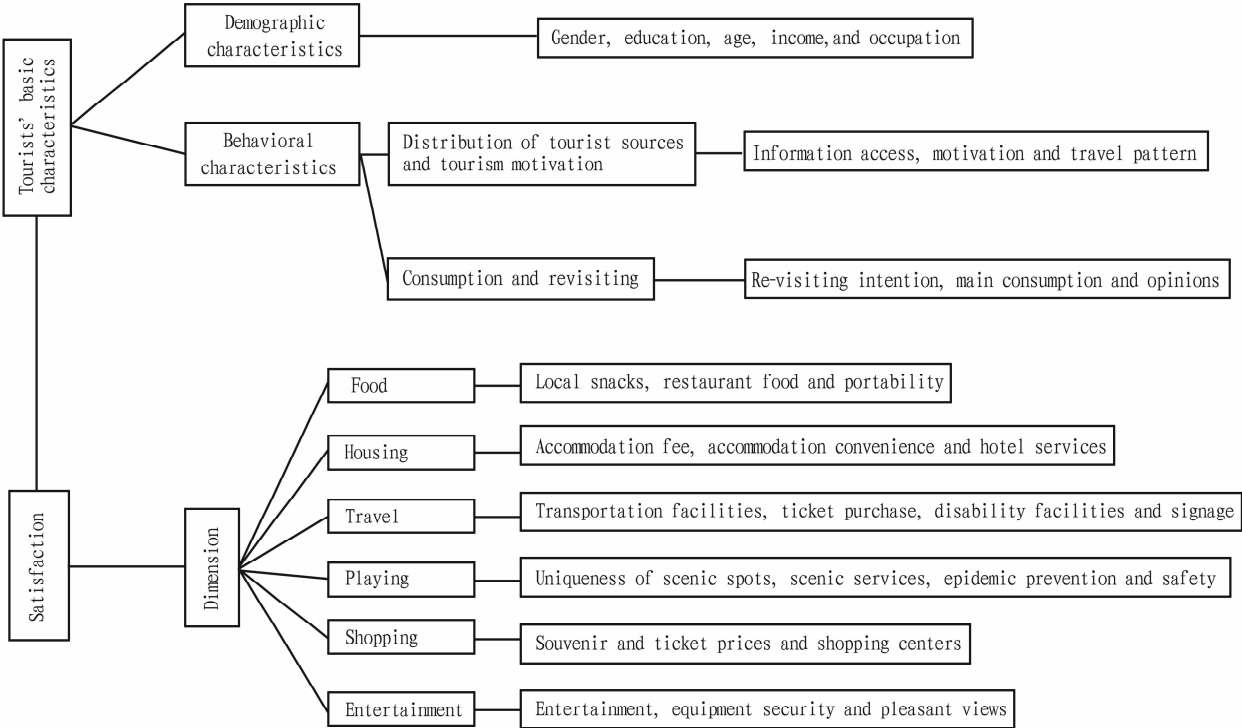 Demographic
characteristics
Gender, education, age, income,and occupation
Tourists' basic
characteristics
Behavioral
characteristics
Distribution of tourist sources
and tourism motivation
Information access, motivation and travel pattern
Consumption and revisiting
Re-visiting intention, main consumption and opinions
Food
Local snacks, restaurant food and portability
Housing
Accommodation fee, accommodation convenience and hotel services
Travel
Transportation facilities, ticket purchase, disability facilities and signage
Satisfaction
Dimension
Playing
Uniqueness of scenic spots, scenic services, epidemic prevention and safety
Shopping
Souvenir and ticket prices and shopping centers
Entertainment
Entertainment, equipment security and pleasant views